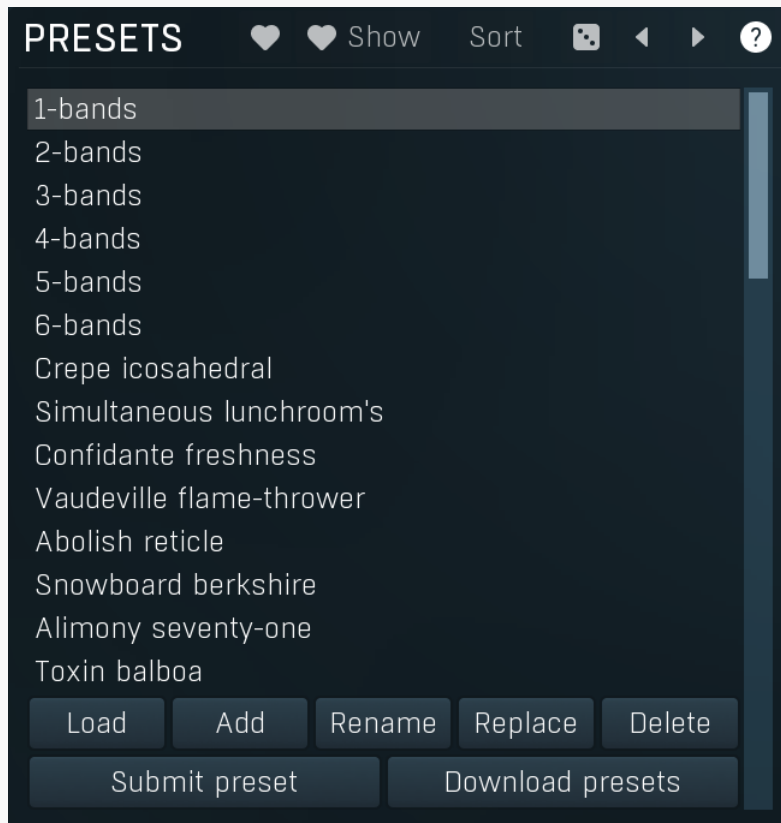 PRESETS Show Sort ?
1-bands
2-bands
3-bands
4-bands
5-bands
6-bands
Crepe icosahedral
Simultaneous lunchroom's
Confidante freshness
Vaudeville flame-thrower
Abolish reticle
Snowboard berkshire
Alimony seventy-one
Toxin balboa
Load Add Rename Replace Delete
Submit preset Download presets